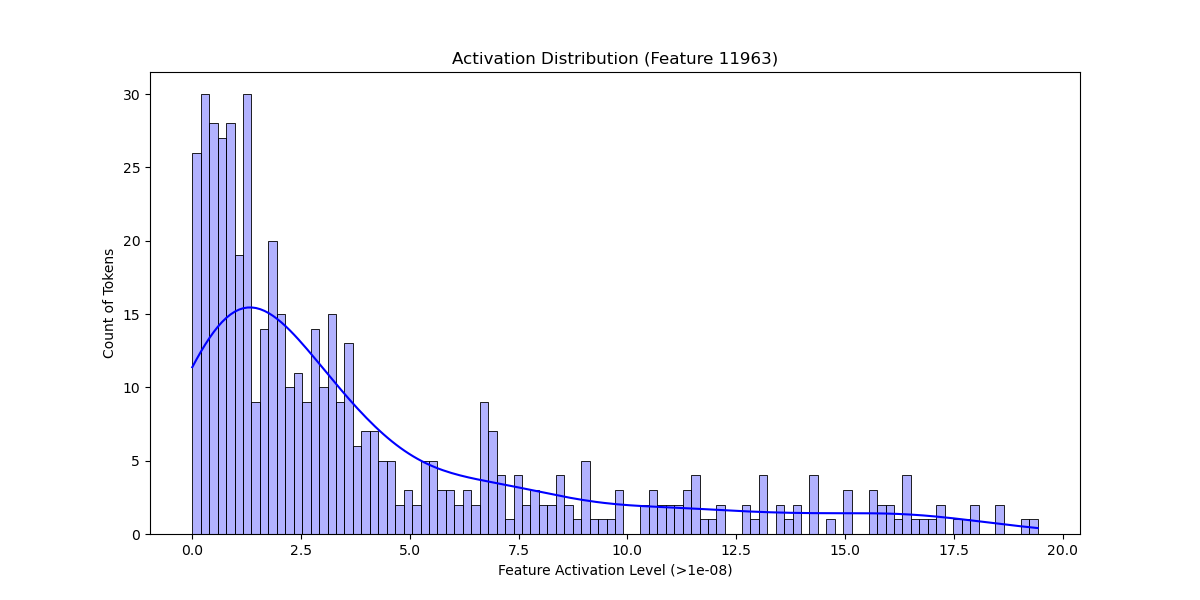 Activation Distribution (Feature 11963)
30
25
20
15
10
5
0
Count of Tokens
0.0 2.5 5.0 7.5 10.0 12.5 15.0 17.5 20.0
Feature Activation Level (>1e-08)